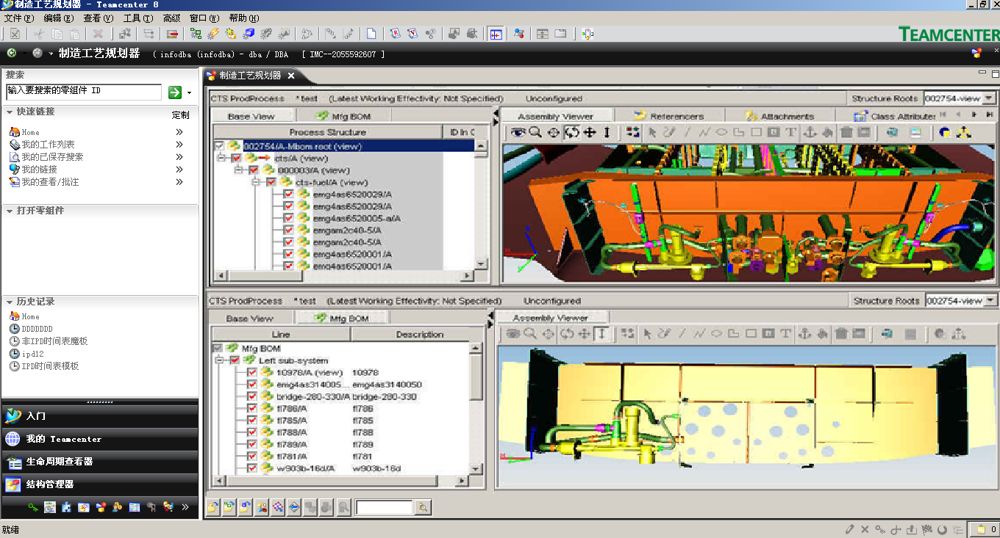 制造工艺规划器 - Teamcenter 8
文件(F) 编辑(E) 查看(V) 工具(T) 高级 窗口(W) 帮助(H)
TEAMCENTER
制造工艺规划器 ( infodba (infodba) - dba / DBA [ IMC--2055592607 ]
搜索
输入要搜索的零组件 ID
快速链接 定制
Home
我的工作列表
我的已保存搜索
我的链接
我的查看/批注
打开零组件
历史记录
Home
DDDDDDD
非IPD时间表魔板
ipd12
IPD时间表模板
入门
我的 Teamcenter
生命周期查看器
结构管理器
就绪
制造工艺规划器
CTS ProdProcess * test (Latest Working Effectivity: Not Specified) Unconfigured Structure Roots 002754-view
Base View Mfg BOM
Process Structure ID In C
002754/A-Mbom root (view)
cts/A (view)
000003/A (view)
cts-fuel/A (view)
emg4as6520029/A
emg4as6520029/A
emg4as6520005-a/A
emgam2c40-5/A
emgam2c40-5/A
emg4as6520001/A
emg4as6520001/A
Assembly Viewer References Attachments Class Attributes
CTS ProdProcess * test (Latest Working Effectivity: Not Specified) Unconfigured Structure Roots 002754-view
Base View Mfg BOM
Line Description
Mfg BOM
Left sub-system
10978/A (view) 10978
emg4as314005... emg4as3140050
bridge-280-330/A bridge-280-330
fl786/A fl786
fl785/A fl785
fl788/A fl788
fl789/A fl789
fl781/A fl781
w903b-16d/A w903b-16d
Assembly Viewer
0